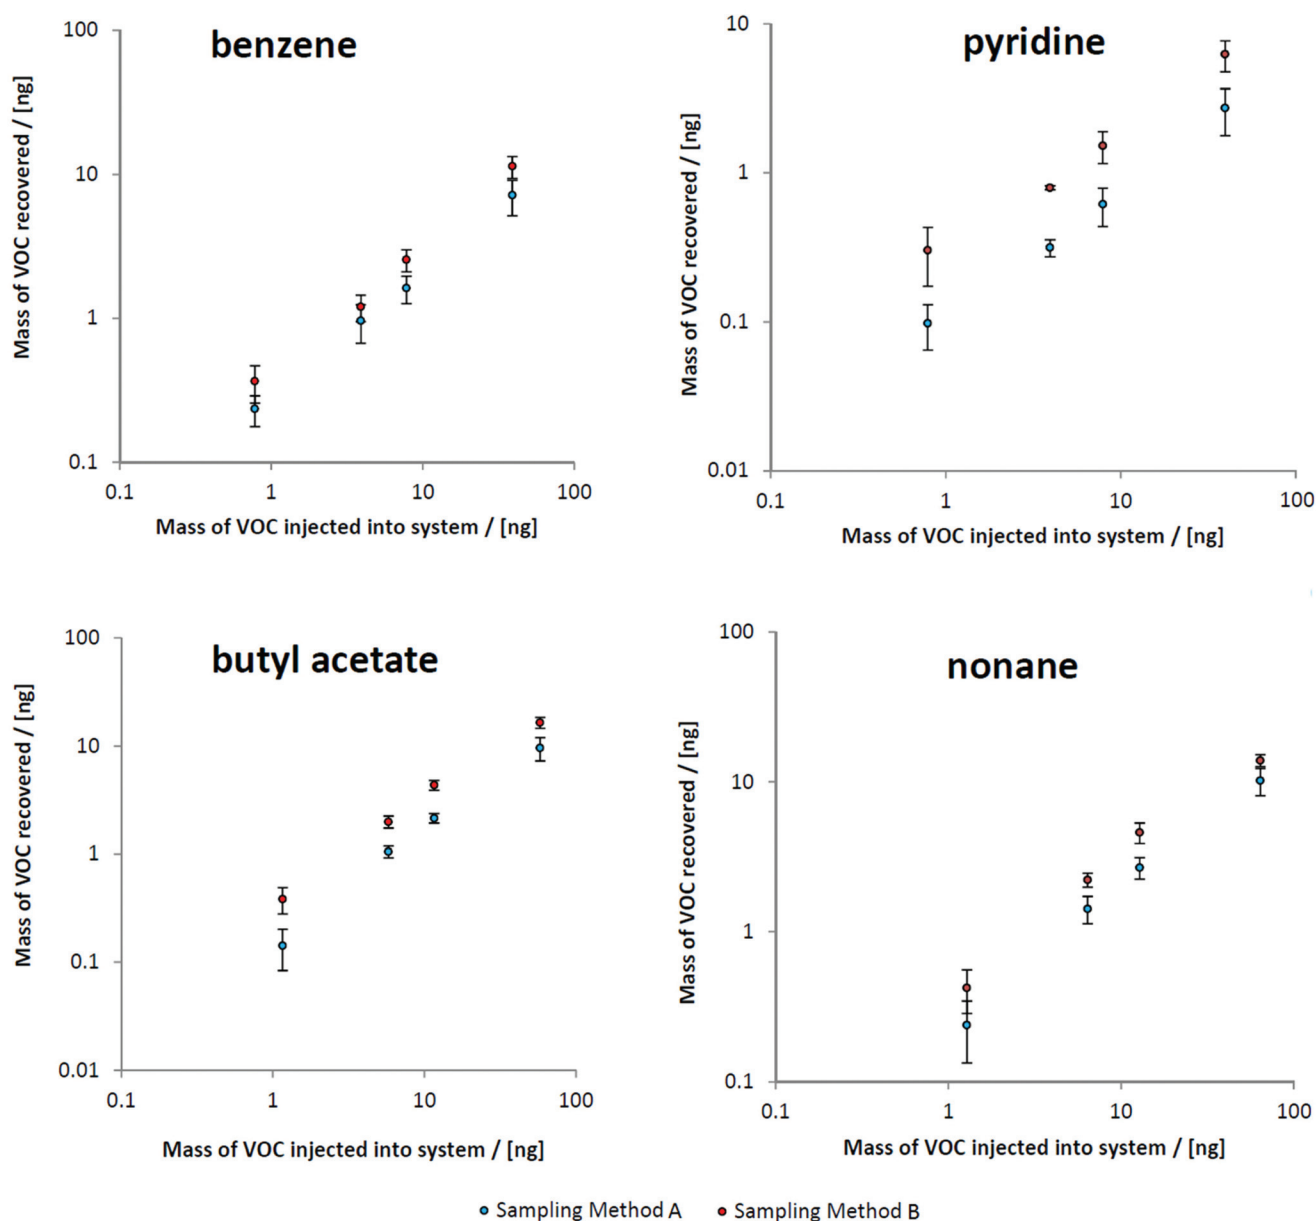 benzene
100
10
1
0.1
0.1 1 10 100
Mass of VOC recovered / [ng]
Mass of VOC injected into system / [ng]
pyridine
10
1
0.1
0.01
0.1 1 10 100
Mass of VOC recovered / [ng]
Mass of VOC injected into system / [ng]
butyl acetate
100
10
1
0.1
0.01
0.1 1 10 100
Mass of VOC recovered / [ng]
Mass of VOC injected into system / [ng]
nonane
100
10
1
0.1
0.1 1 10 100
Mass of VOC recovered / [ng]
Mass of VOC injected into system / [ng]
Sampling Method A Sampling Method B